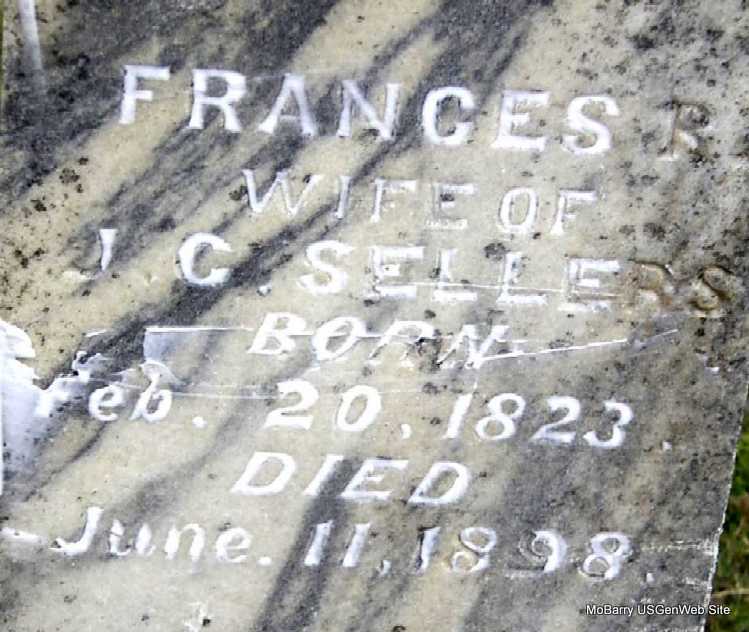 FRANCES R.
WIFE OF
J. C. SELLERS
BORN
Feb. 20, 1823.
DIED
June. 11, 1898.
MoBarry USGenWeb Site